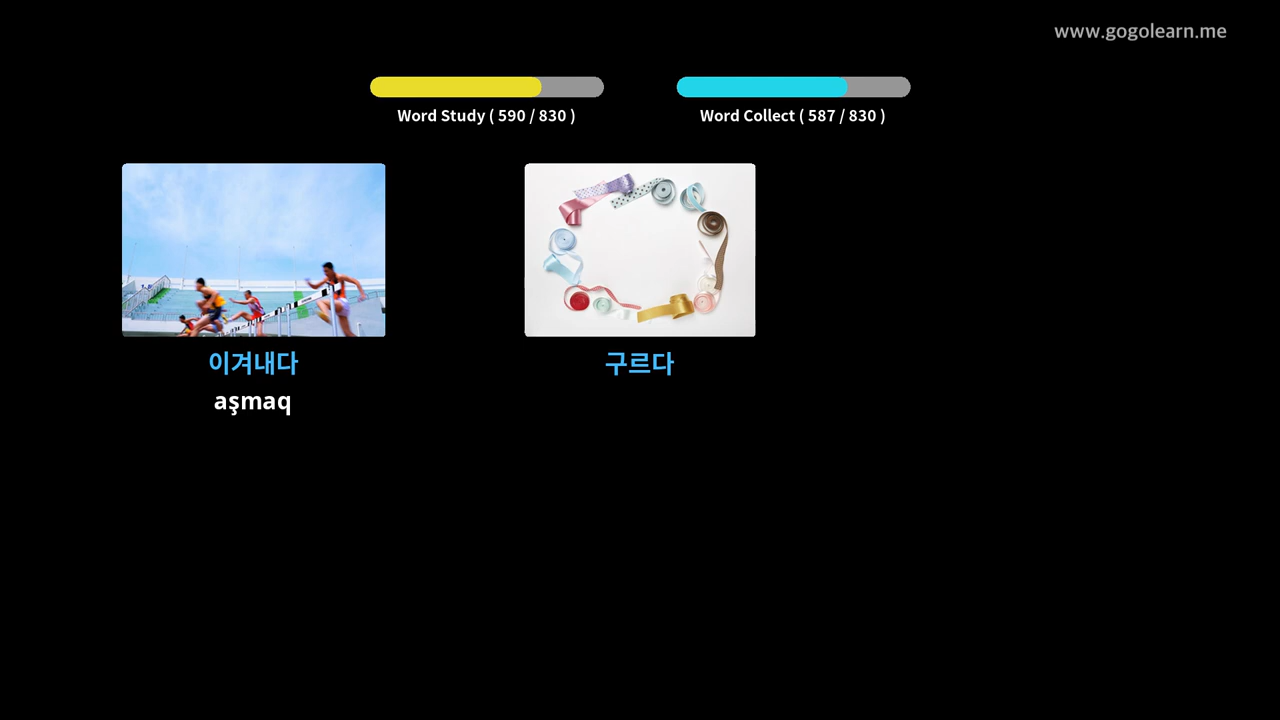 www.gogolearn.me
Word Study ( 590 / 830 )
Word Collect ( 587 / 830 )
이겨내다
구르다
aşmaq